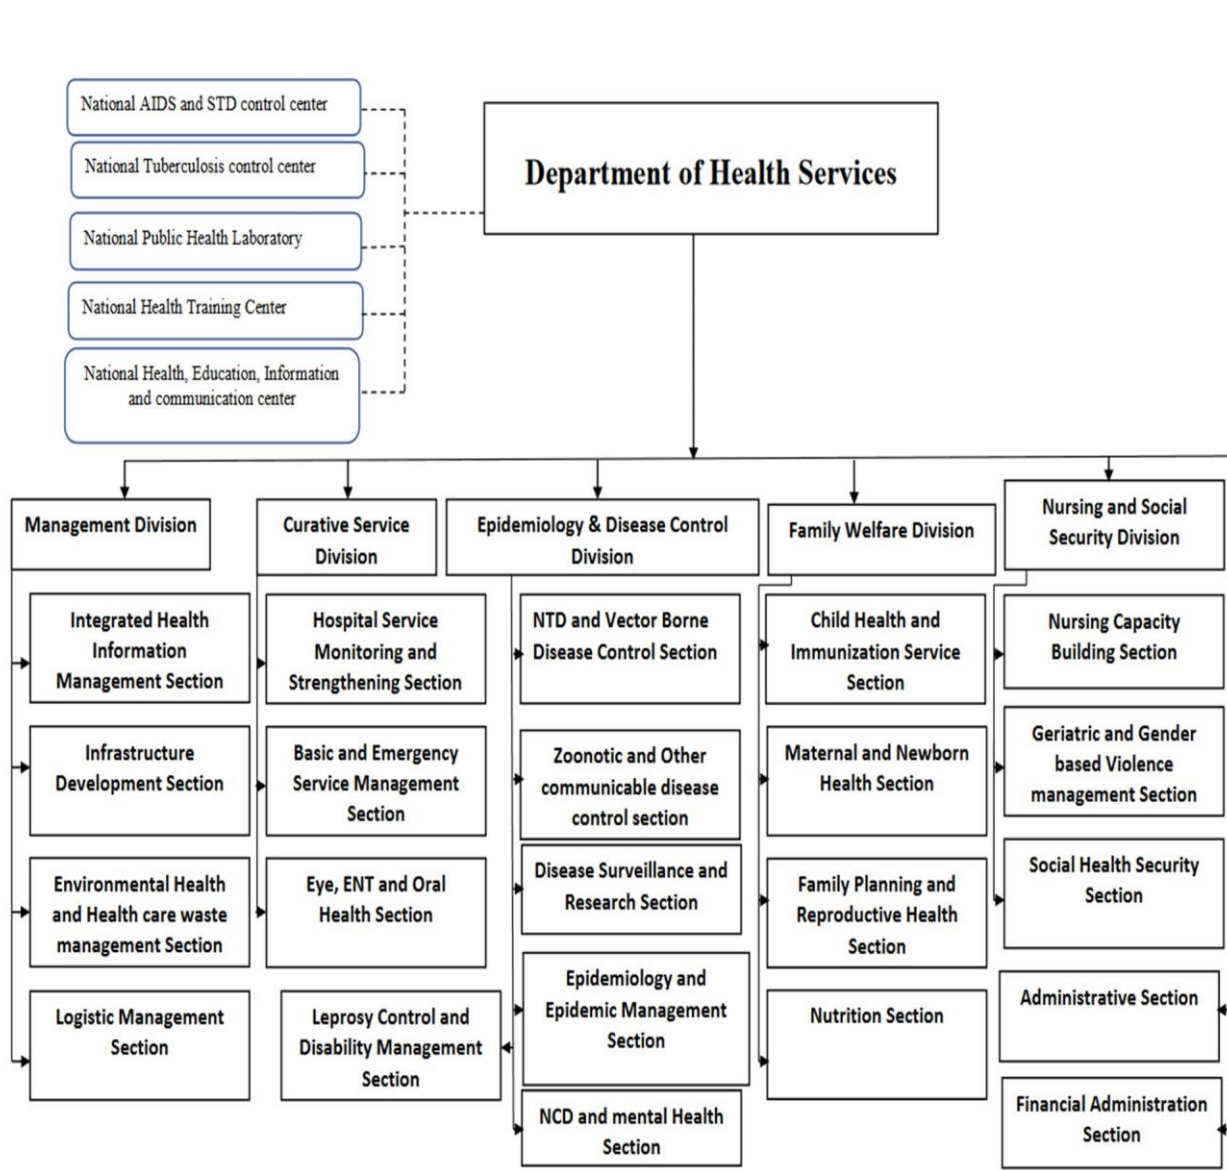 National AIDS and STD control center
National Tuberculosis control center
National Public Health Laboratory
National Health Training Center
National Health, Education, Information
and communication center
Department of Health Services
Management Division
Integrated Health
Information
Management Section
Infrastructure
Development Section
Environmental Health
and Health care waste
management Section
Logistic Management
Section
Curative Service
Division
Hospital Service
Monitoring and
Strengthening Section
Basic and Emergency
Service Management
Section
Eye, ENT and Oral
Health Section
Epidemiology & Disease Control
Division
NTD and Vector Borne
Disease Control Section
Zoonotic and Other
communicable disease
control section
Disease Surveillance and
Research Section
Epidemiology and
Epidemic Management
Section
Leprosy Control and
Disability Management
Section
NCD and mental Health
Section
Family Welfare Division
Child Health and
Immunization Service
Section
Maternal and Newborn
Health Section
Family Planning and
Reproductive Health
Section
Nutrition Section
Nursing and Social
Security Division
Nursing Capacity
Building Section
Geriatric and Gender
based Violence
management Section
Social Health Security
Section
Administrative Section
Financial Administration
Section